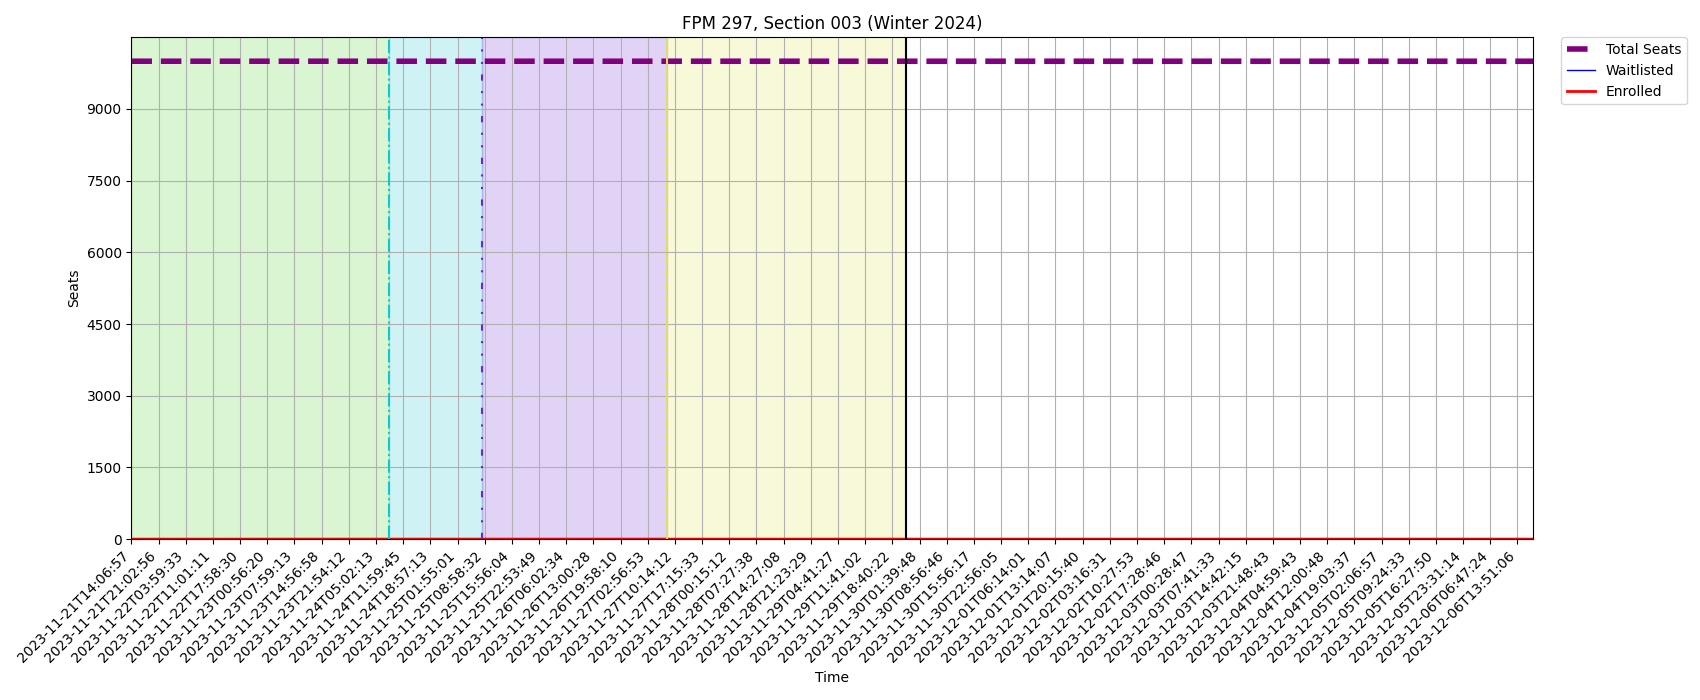 FPM 297, Section 003 (Winter 2024)
Total Seats
Waitlisted
Enrolled
Seats
9000
7500
6000
4500
3000
1500
0
2023-11-21T14:06:57
2023-11-21T21:02:56
2023-11-22T03:59:33
2023-11-22T11:01:11
2023-11-22T17:58:30
2023-11-23T00:56:20
2023-11-23T07:59:13
2023-11-23T14:56:58
2023-11-23T21:54:12
2023-11-24T05:02:13
2023-11-24T11:59:45
2023-11-24T18:57:13
2023-11-25T01:55:01
2023-11-25T08:58:32
2023-11-25T15:56:04
2023-11-25T22:53:49
2023-11-26T06:02:34
2023-11-26T13:00:28
2023-11-26T19:58:10
2023-11-27T02:56:53
2023-11-27T10:14:12
2023-11-27T17:15:33
2023-11-28T00:15:12
2023-11-28T07:27:38
2023-11-28T14:27:08
2023-11-28T21:23:29
2023-11-29T04:41:27
2023-11-29T11:41:02
2023-11-29T18:40:22
2023-11-30T01:39:48
2023-11-30T08:56:46
2023-11-30T15:56:17
2023-11-30T22:56:05
2023-12-01T06:14:01
2023-12-01T13:14:07
2023-12-01T20:15:40
2023-12-02T03:16:31
2023-12-02T10:27:53
2023-12-02T17:28:46
2023-12-03T00:28:47
2023-12-03T07:41:33
2023-12-03T14:42:15
2023-12-03T21:48:43
2023-12-04T04:59:43
2023-12-04T12:00:48
2023-12-04T19:03:37
2023-12-05T02:06:57
2023-12-05T09:24:33
2023-12-05T16:27:50
2023-12-05T23:31:14
2023-12-06T06:47:24
2023-12-06T13:51:06
Time